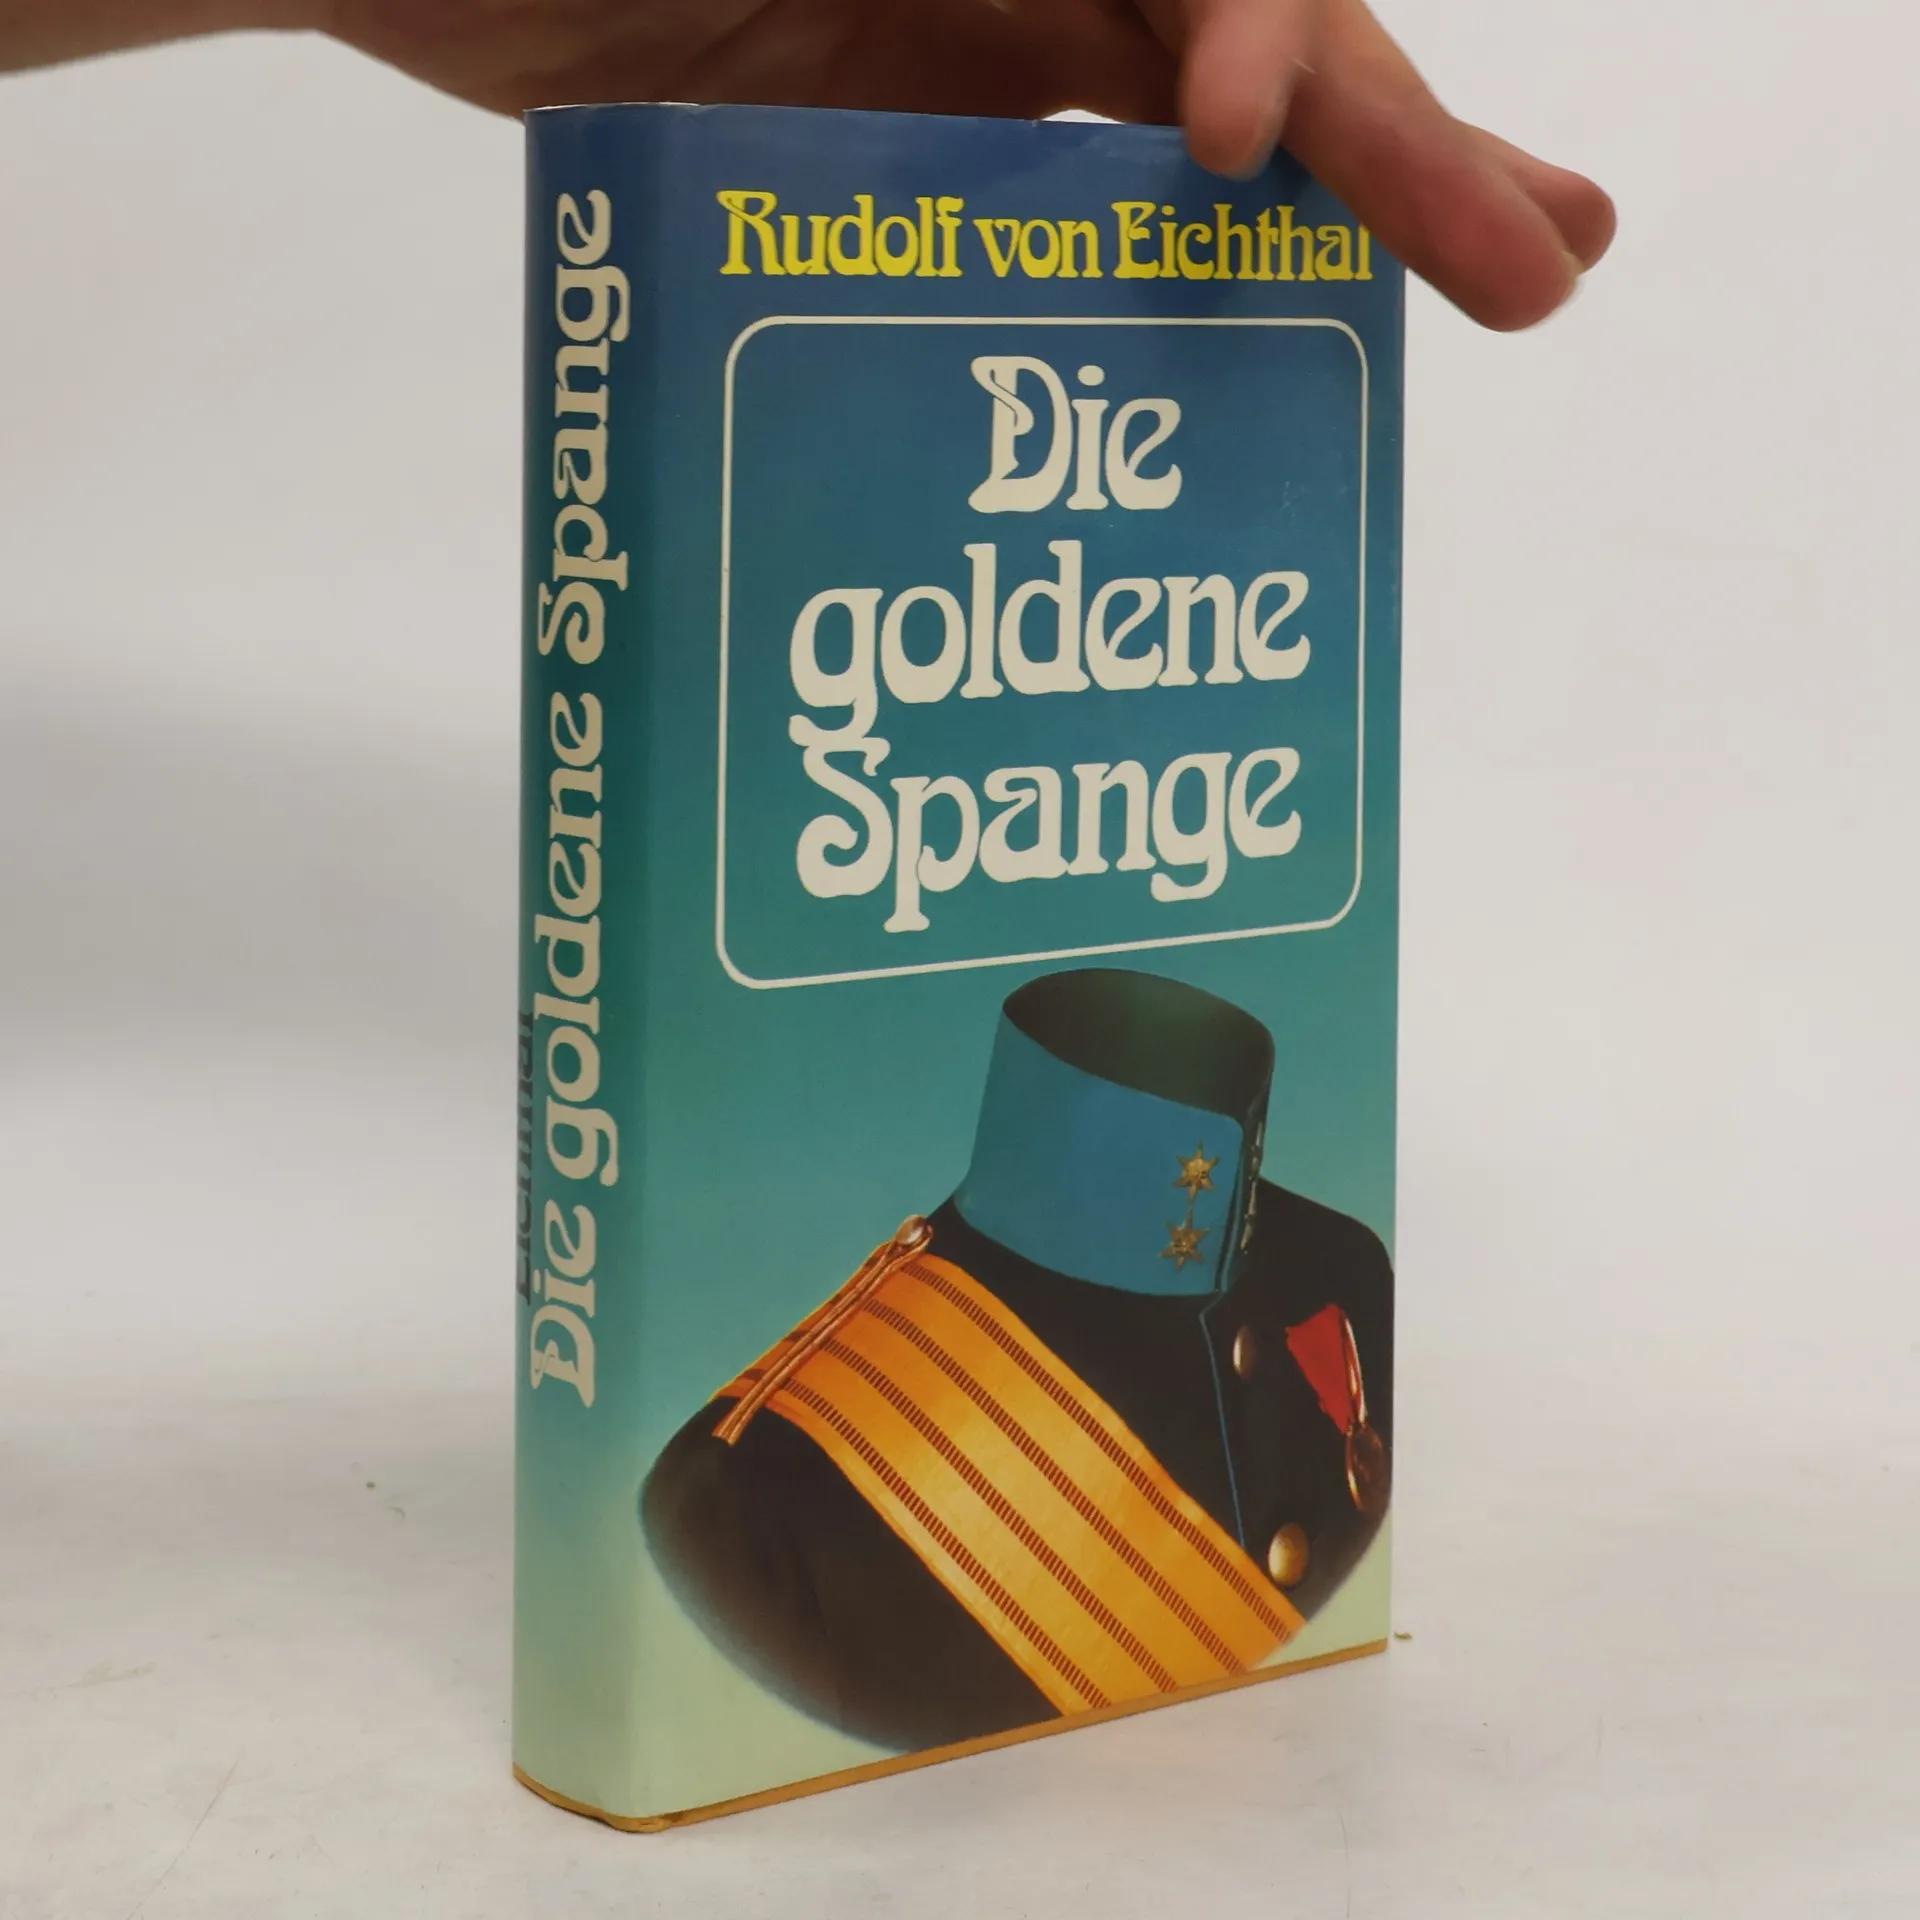 Rudolf von Eichthal
Die
goldene
Spange
Die goldene Spange